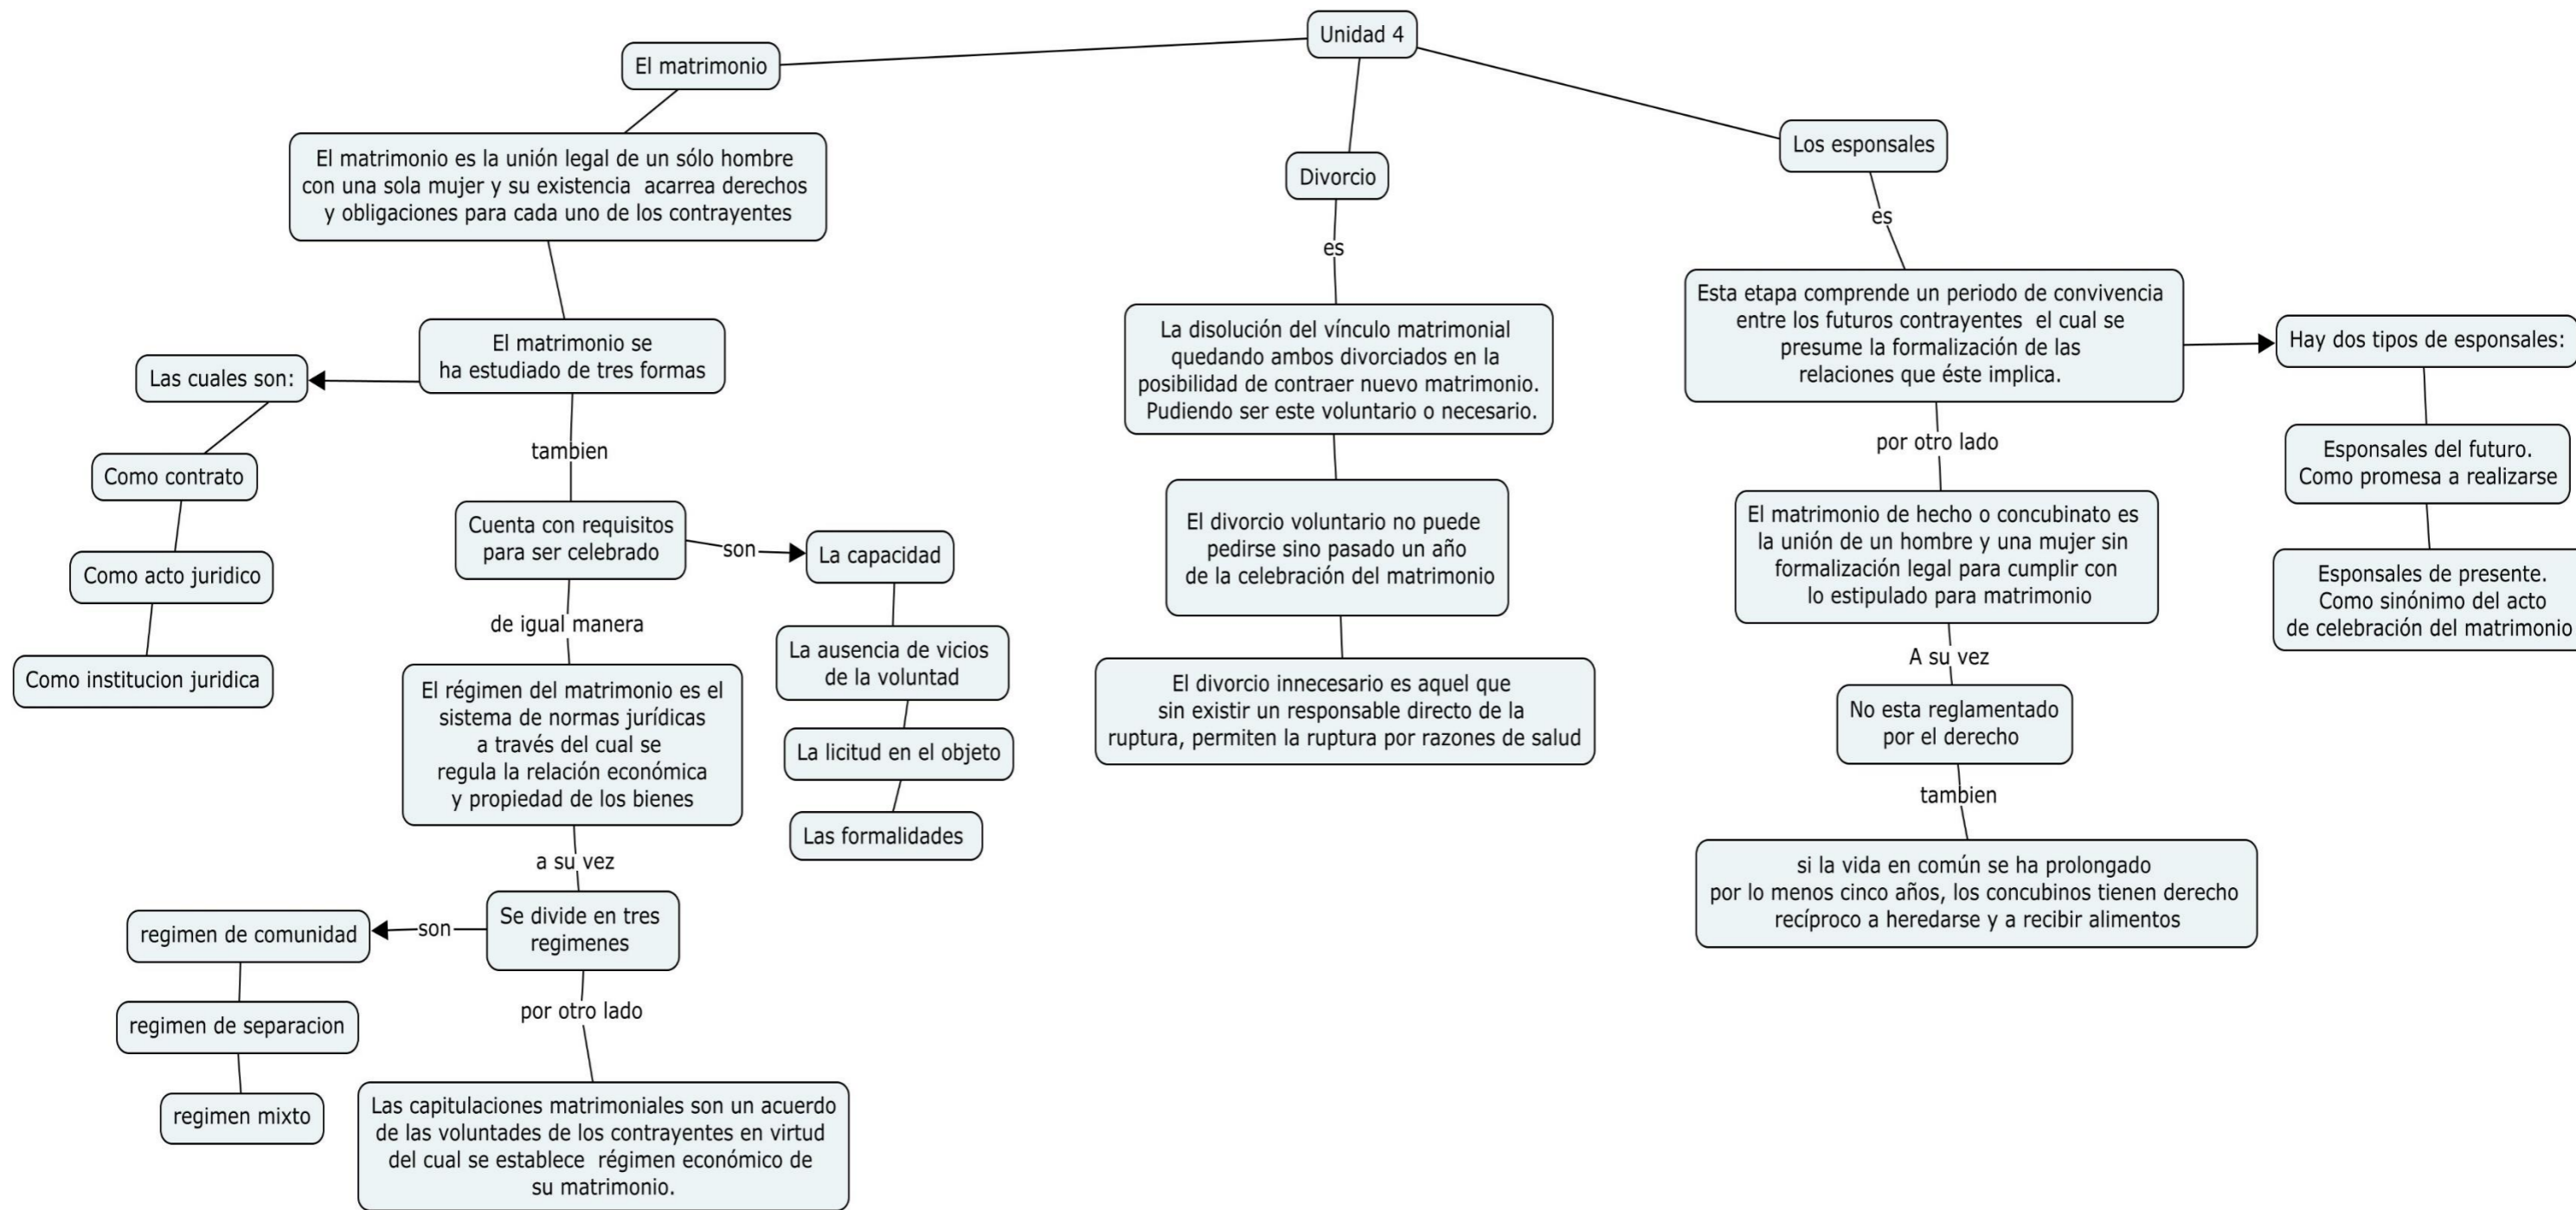 Unidad 4
El matrimonio
El matrimonio es la unión legal de un sólo hombre
con una sola mujer y su existencia  acarrea derechos
y obligaciones para cada uno de los contrayentes
El matrimonio se
ha estudiado de tres formas
Las cuales son:
Como contrato
Como acto juridico
Como institucion juridica
tambien
Cuenta con requisitos
para ser celebrado
son
La capacidad
La ausencia de vicios
de la voluntad
La licitud en el objeto
Las formalidades
de igual manera
El régimen del matrimonio es el
sistema de normas jurídicas
a través del cual se
regula la relación económica
y propiedad de los bienes
a su vez
Se divide en tres
regimenes
son
regimen de comunidad
regimen de separacion
regimen mixto
por otro lado
Las capitulaciones matrimoniales son un acuerdo
de las voluntades de los contrayentes en virtud
del cual se establece  régimen económico de
su matrimonio.
Divorcio
es
La disolución del vínculo matrimonial
quedando ambos divorciados en la
posibilidad de contraer nuevo matrimonio.
Pudiendo ser este voluntario o necesario.
El divorcio voluntario no puede
pedirse sino pasado un año
de la celebración del matrimonio
El divorcio innecesario es aquel que
sin existir un responsable directo de la
ruptura, permiten la ruptura por razones de salud
Los esponsales
es
Esta etapa comprende un periodo de convivencia
entre los futuros contrayentes  el cual se
presume la formalización de las
relaciones que éste implica.
Hay dos tipos de esponsales:
Esponsales del futuro.
Como promesa a realizarse
Esponsales de presente.
Como sinónimo del acto
de celebración del matrimonio
por otro lado
El matrimonio de hecho o concubinato es
la unión de un hombre y una mujer sin
formalización legal para cumplir con
lo estipulado para matrimonio
A su vez
No esta reglamentado
por el derecho
tambien
si la vida en común se ha prolongado
por lo menos cinco años, los concubinos tienen derecho
recíproco a heredarse y a recibir alimentos